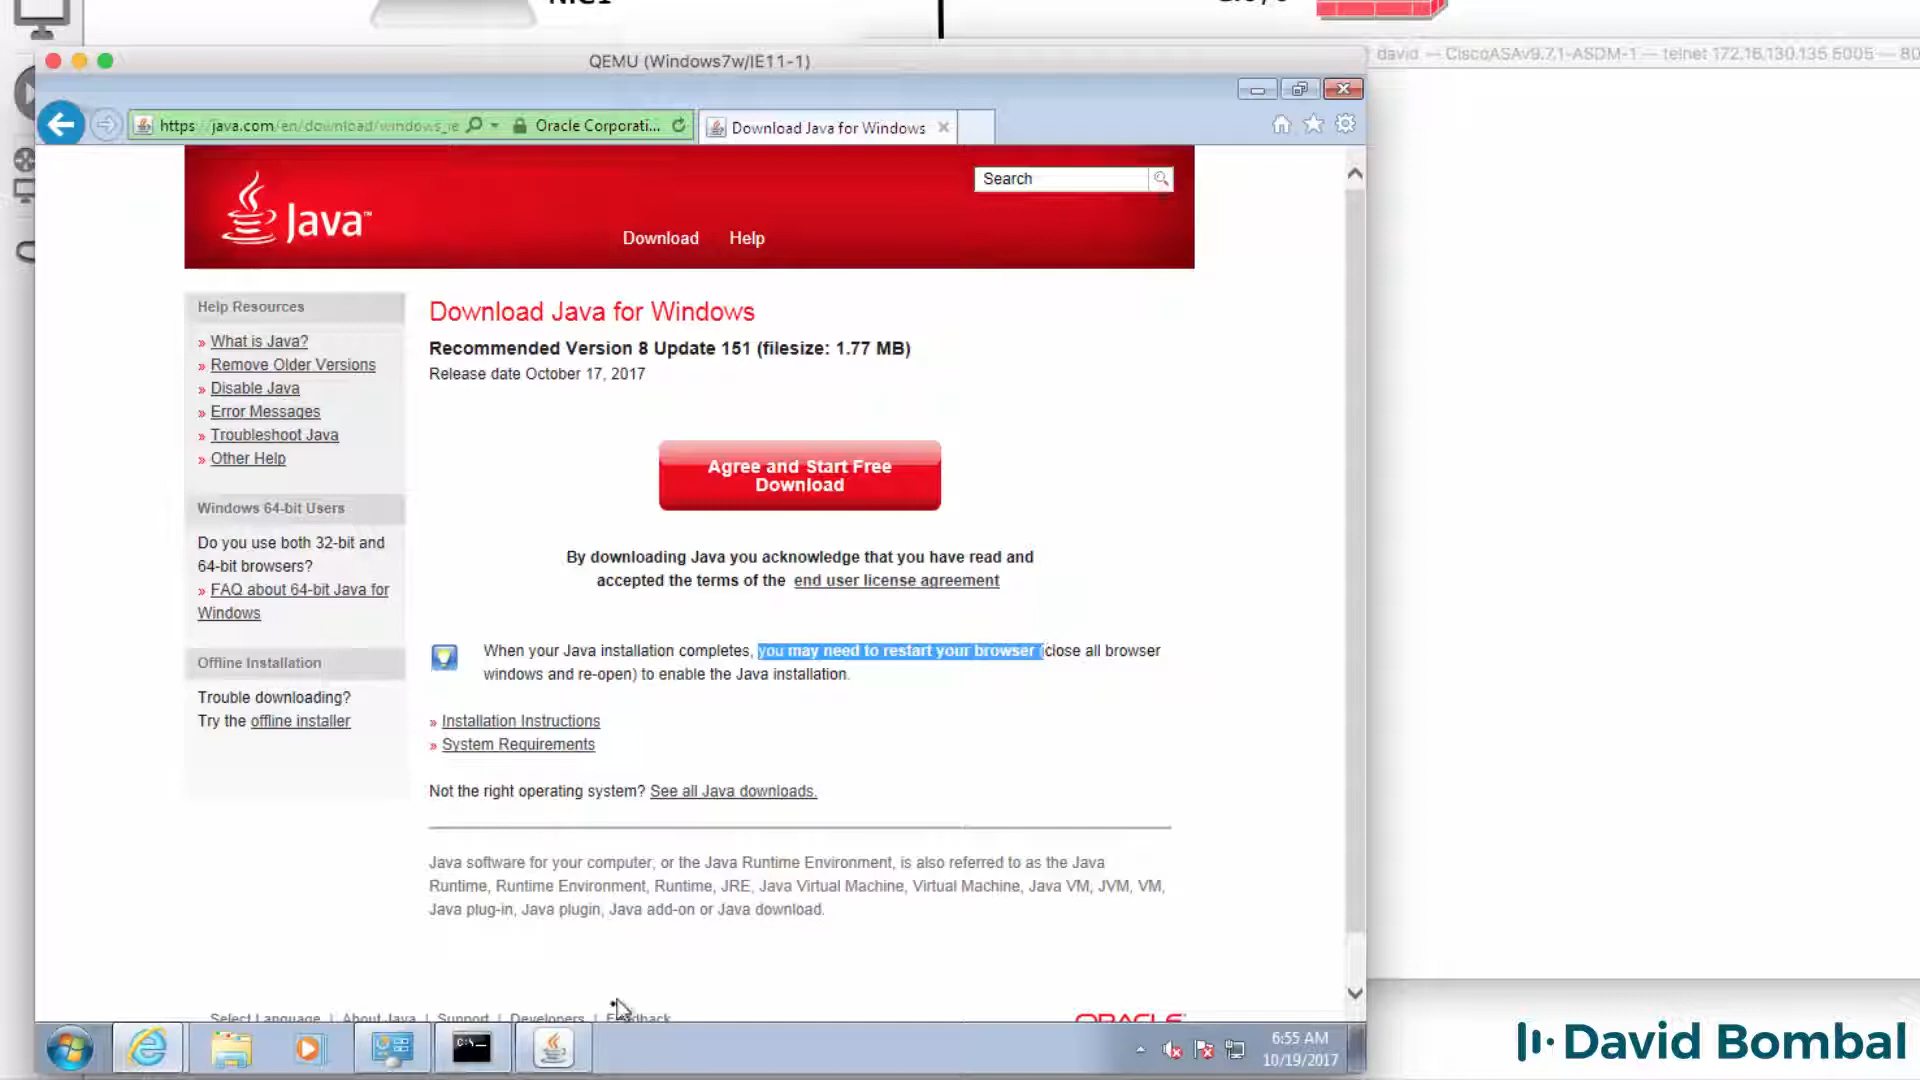 QEMU (Windows7w/IE11-1)
david — CiscoASAv9.7.1-ASDM-1 — telnet 172.16.130.135 5005 — 80
https java.com/en/download/windows_ie
Oracle Corporati...
Download Java for Windows
Search
Java™
Download Help
Help Resources
» What is Java?
» Remove Older Versions
» Disable Java
» Error Messages
» Troubleshoot Java
» Other Help
Windows 64-bit Users
Do you use both 32-bit and
64-bit browsers?
» FAQ about 64-bit Java for
Windows
Offline Installation
Trouble downloading?
Try the offline installer
Download Java for Windows
Recommended Version 8 Update 151 (filesize: 1.77 MB)
Release date October 17, 2017
Agree and Start Free
Download
By downloading Java you acknowledge that you have read and
accepted the terms of the end user license agreement
When your Java installation completes, you may need to restart your browser (close all browser
windows and re-open) to enable the Java installation.
» Installation Instructions
» System Requirements
Not the right operating system? See all Java downloads.
Java software for your computer, or the Java Runtime Environment, is also referred to as the Java
Runtime, Runtime Environment, Runtime, JRE, Java Virtual Machine, Virtual Machine, Java VM, JVM, VM,
Java plug-in, Java plugin, Java add-on or Java download.
Select Language | About Java | Support | Developers | Feedback
ORACLE
C:\_
6:55 AM
10/19/2017
David Bombal